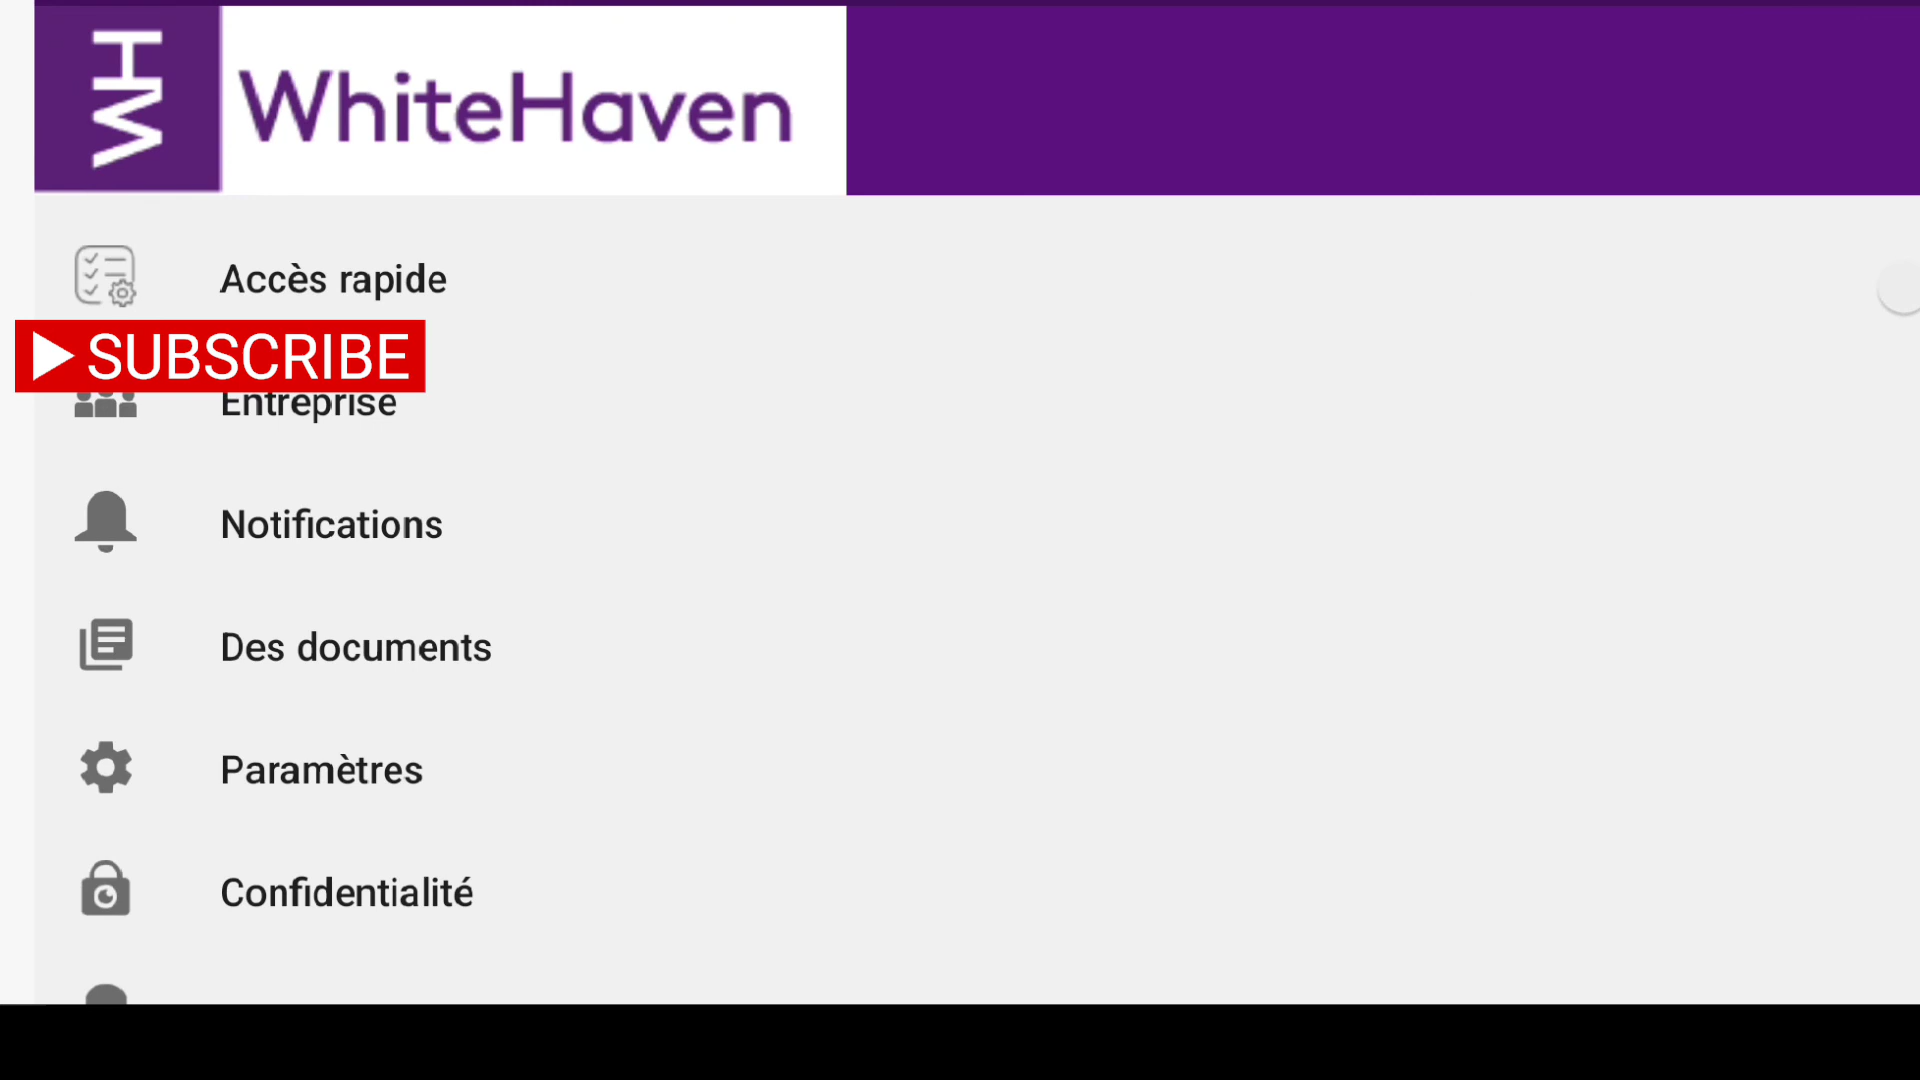 HW
WhiteHaven
Accès rapide
SUBSCRIBE
Entreprise
Notifications
Des documents
Paramètres
Confidentialité